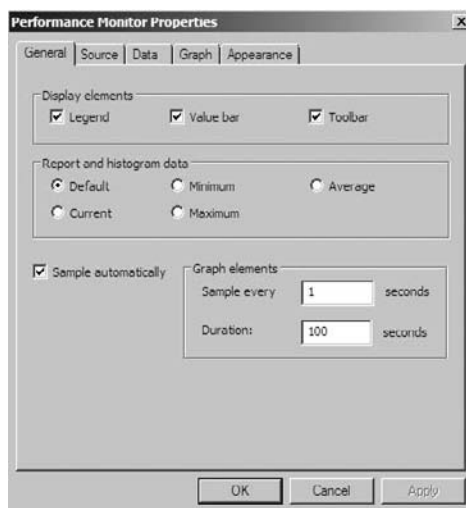 Performance Monitor Properties
General Source Data Graph Appearance
Display elements
Legend Value bar Toolbar
Report and histogram data
Default Minimum Average
Current Maximum
Sample automatically
Graph elements
Sample every 1 seconds
Duration: 100 seconds
OK Cancel Apply